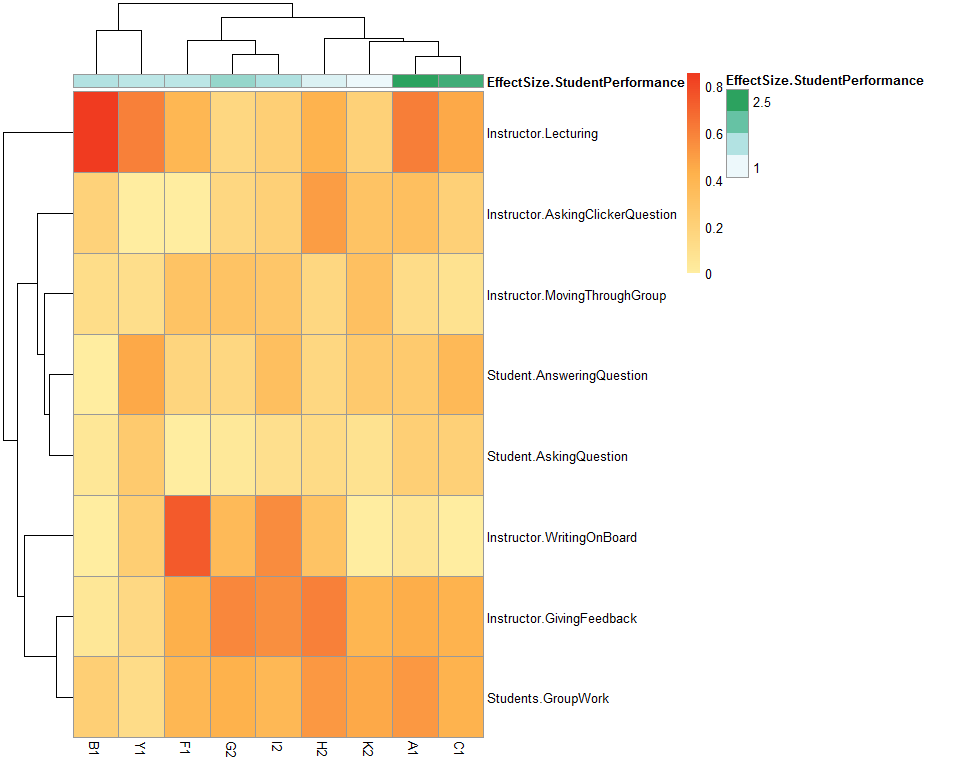 EffectSize.StudentPerformance
0.8
0.6
0.4
0.2
0
EffectSize.StudentPerformance
2.5
1
Instructor.Lecturing
Instructor.AskingClickerQuestion
Instructor.MovingThroughGroup
Student.AnsweringQuestion
Student.AskingQuestion
Instructor.WritingOnBoard
Instructor.GivingFeedback
Students.GroupWork
B1
Y1
F1
G2
I2
H2
K2
A1
C1